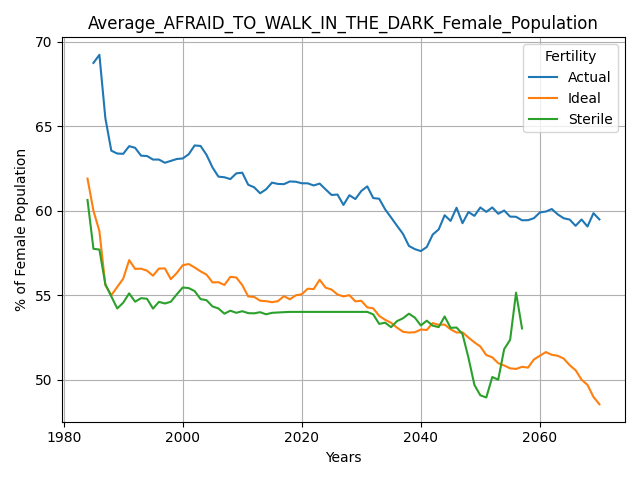 Average_AFRAID_TO_WALK_IN_THE_DARK_Female_Population
% of Female Population
70
65
60
55
50
Fertility
Actual
Ideal
Sterile
1980
2000
2020
2040
2060
Years